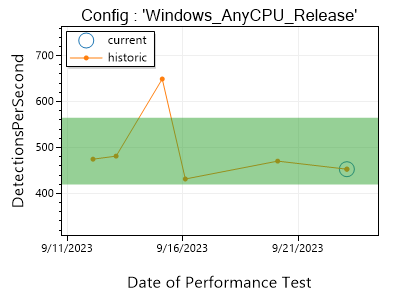 Config : 'Windows_AnyCPU_Release'
current
historic
DetectionsPerSecond
700
600
500
400
9/11/2023
9/16/2023
9/21/2023
Date of Performance Test